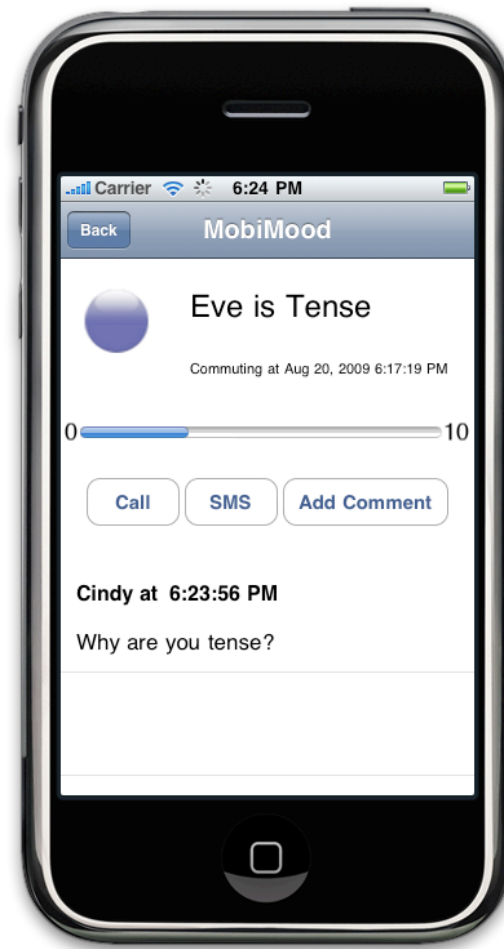 Carrier 6:24 PM
Back MobiMood
Eve is Tense
Commuting at Aug 20, 2009 6:17:19 PM
0 10
Call SMS Add Comment
Cindy at 6:23:56 PM
Why are you tense?